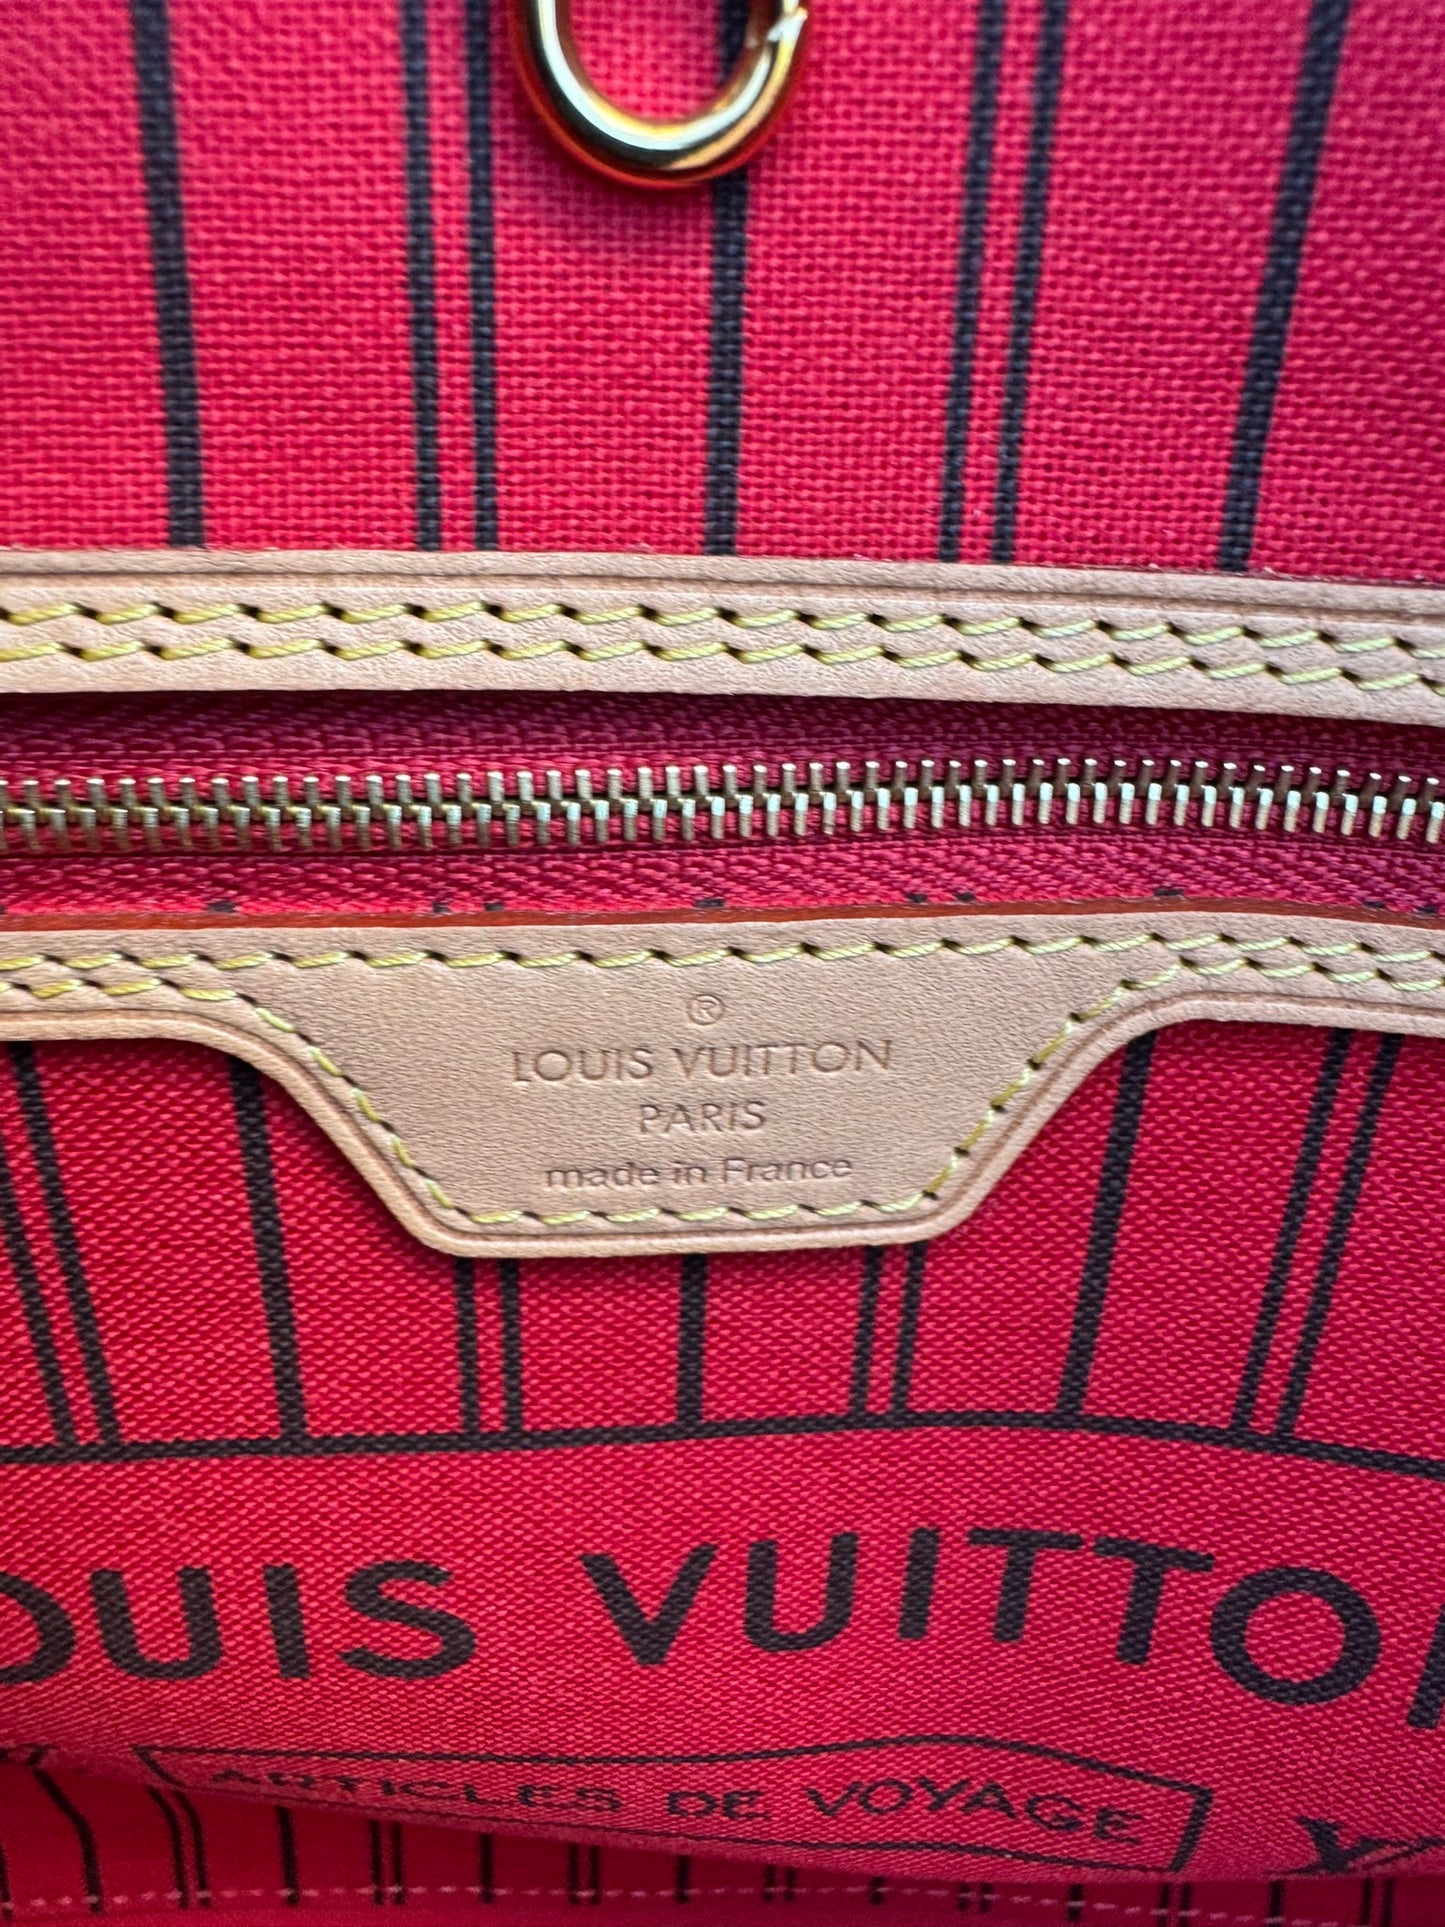 ®
LOUIS VUITTON
PARIS
made in France
OUIS VUITTO
ARTICLES DE VOYAGE